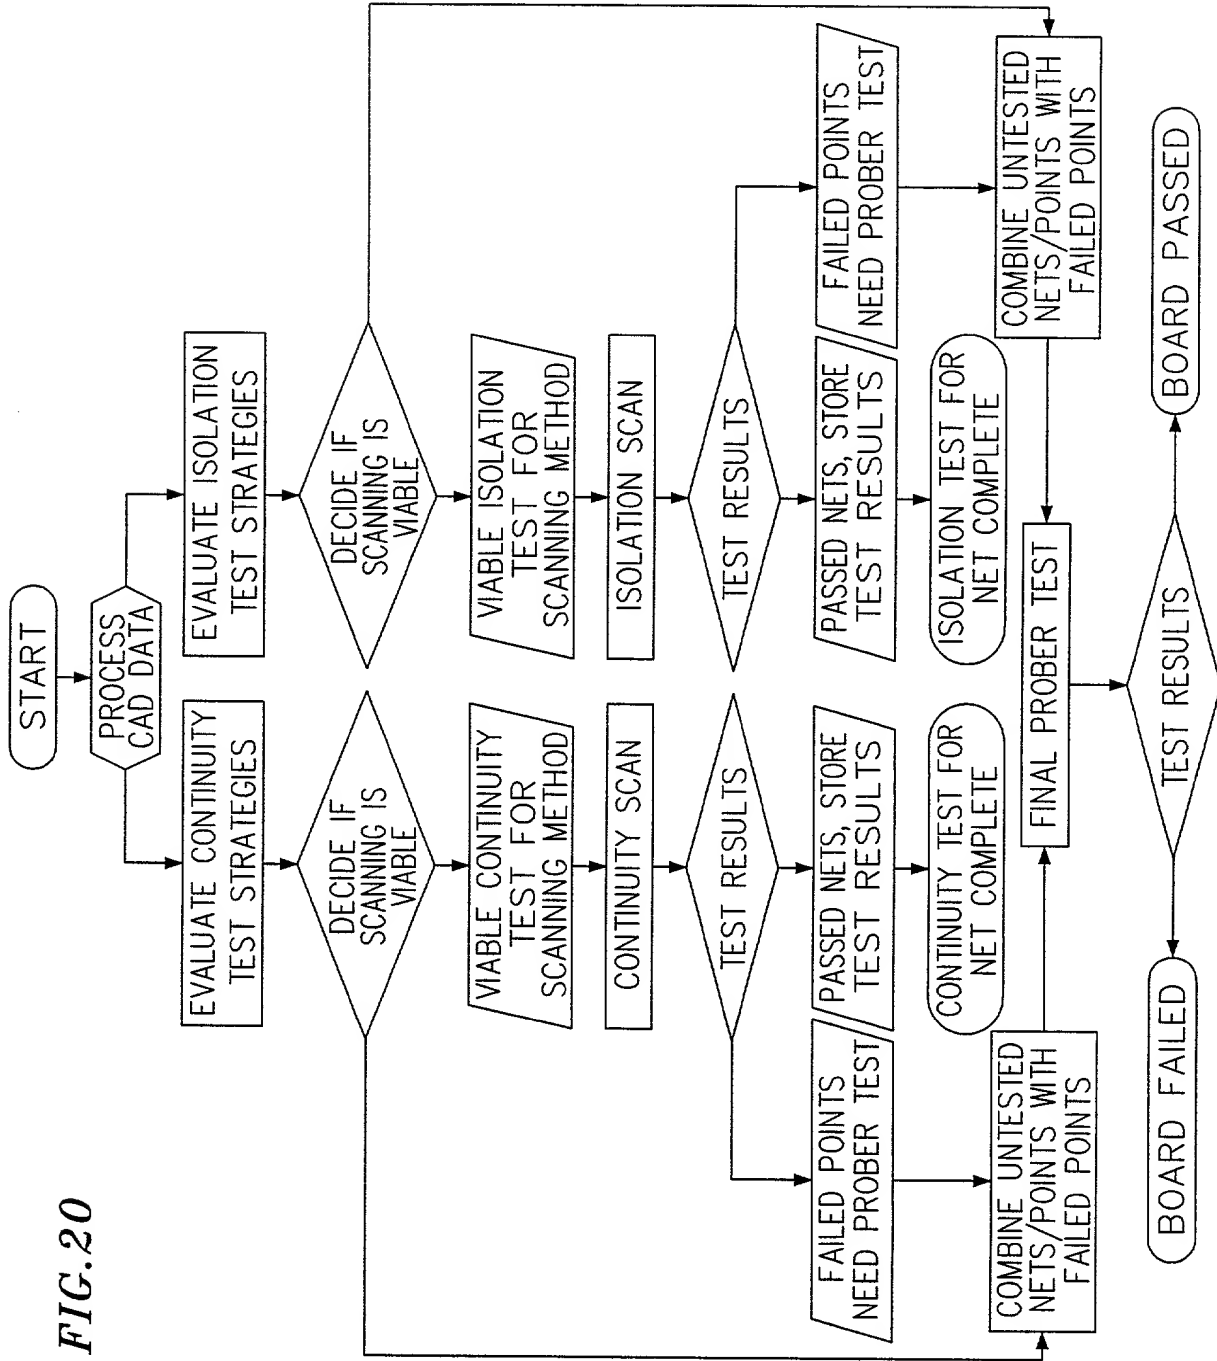 FIG.20
START
PROCESS
CAD DATA
EVALUATE CONTINUITY
TEST STRATEGIES
EVALUATE ISOLATION
TEST STRATEGIES
DECIDE IF
SCANNING IS
VIABLE
DECIDE IF
SCANNING IS
VIABLE
VIABLE CONTINUITY
TEST FOR
SCANNING METHOD
VIABLE ISOLATION
TEST FOR
SCANNING METHOD
CONTINUITY SCAN
ISOLATION SCAN
TEST RESULTS
TEST RESULTS
FAILED POINTS
NEED PROBER TEST
PASSED NETS, STORE
TEST RESULTS
PASSED NETS, STORE
TEST RESULTS
FAILED POINTS
NEED PROBER TEST
CONTINUITY TEST FOR
NET COMPLETE
ISOLATION TEST FOR
NET COMPLETE
COMBINE UNTESTED
NETS/POINTS WITH
FAILED POINTS
FINAL PROBER TEST
COMBINE UNTESTED
NETS/POINTS WITH
FAILED POINTS
BOARD FAILED
TEST RESULTS
BOARD PASSED